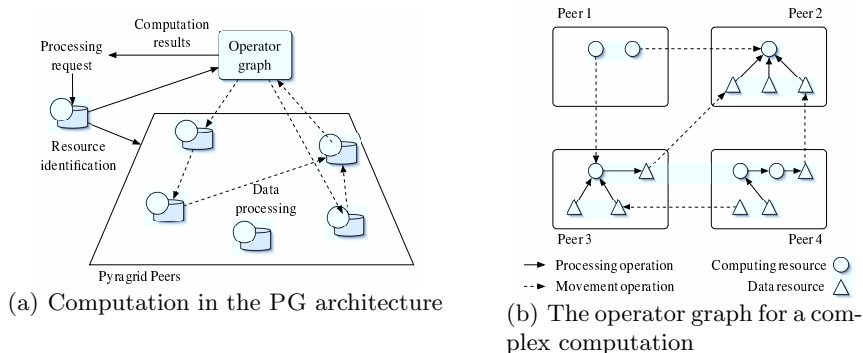 Computation
results
Processing
request
Operator
graph
Resource
identification
Data
processing
Pyragrid Peers
(a) Computation in the PG architecture
Peer 1
Peer 2
Peer 3
Peer 4
Processing operation
Computing resource
Movement operation
Data resource
(b) The operator graph for a com-
plex computation